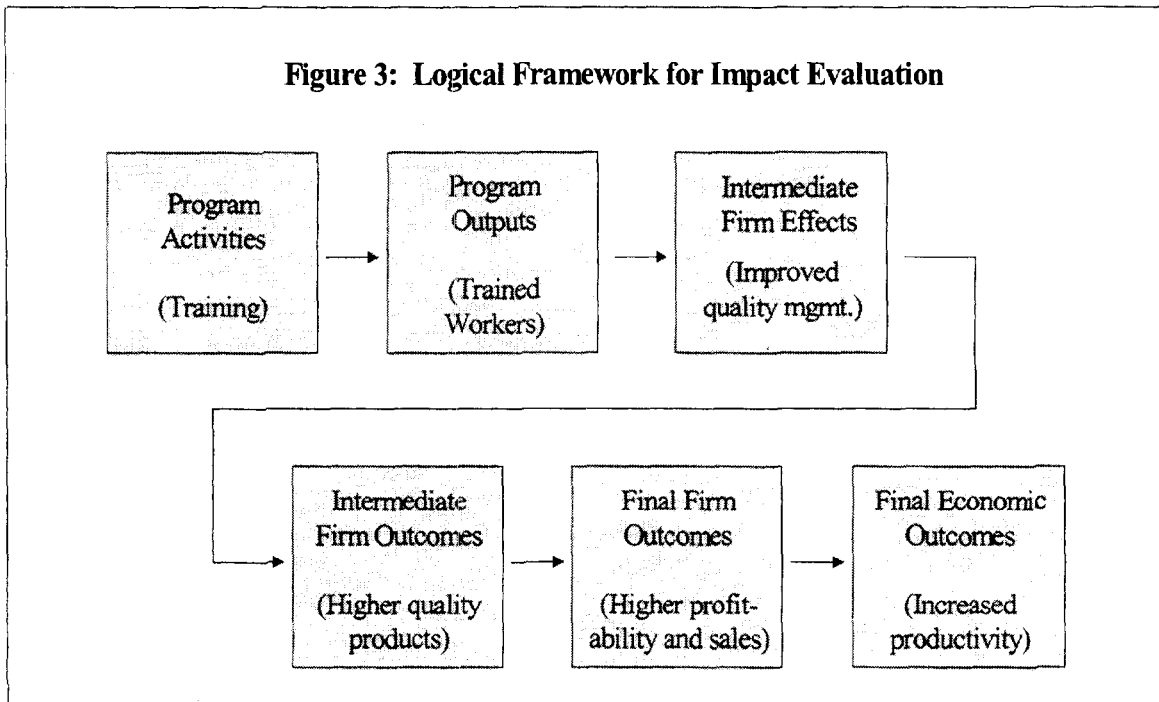 Figure 3: Logical Framework for Impact Evaluation
Program
Activities
(Training)
Program
Outputs
(Trained
Workers)
Intermediate
Firm Effects
(Improved
quality mgmt.)
Intermediate
Firm Outcomes
(Higher quality
products)
Final Firm
Outcomes
(Higher profit-
ability and sales)
Final Economic
Outcomes
(Increased
productivity)